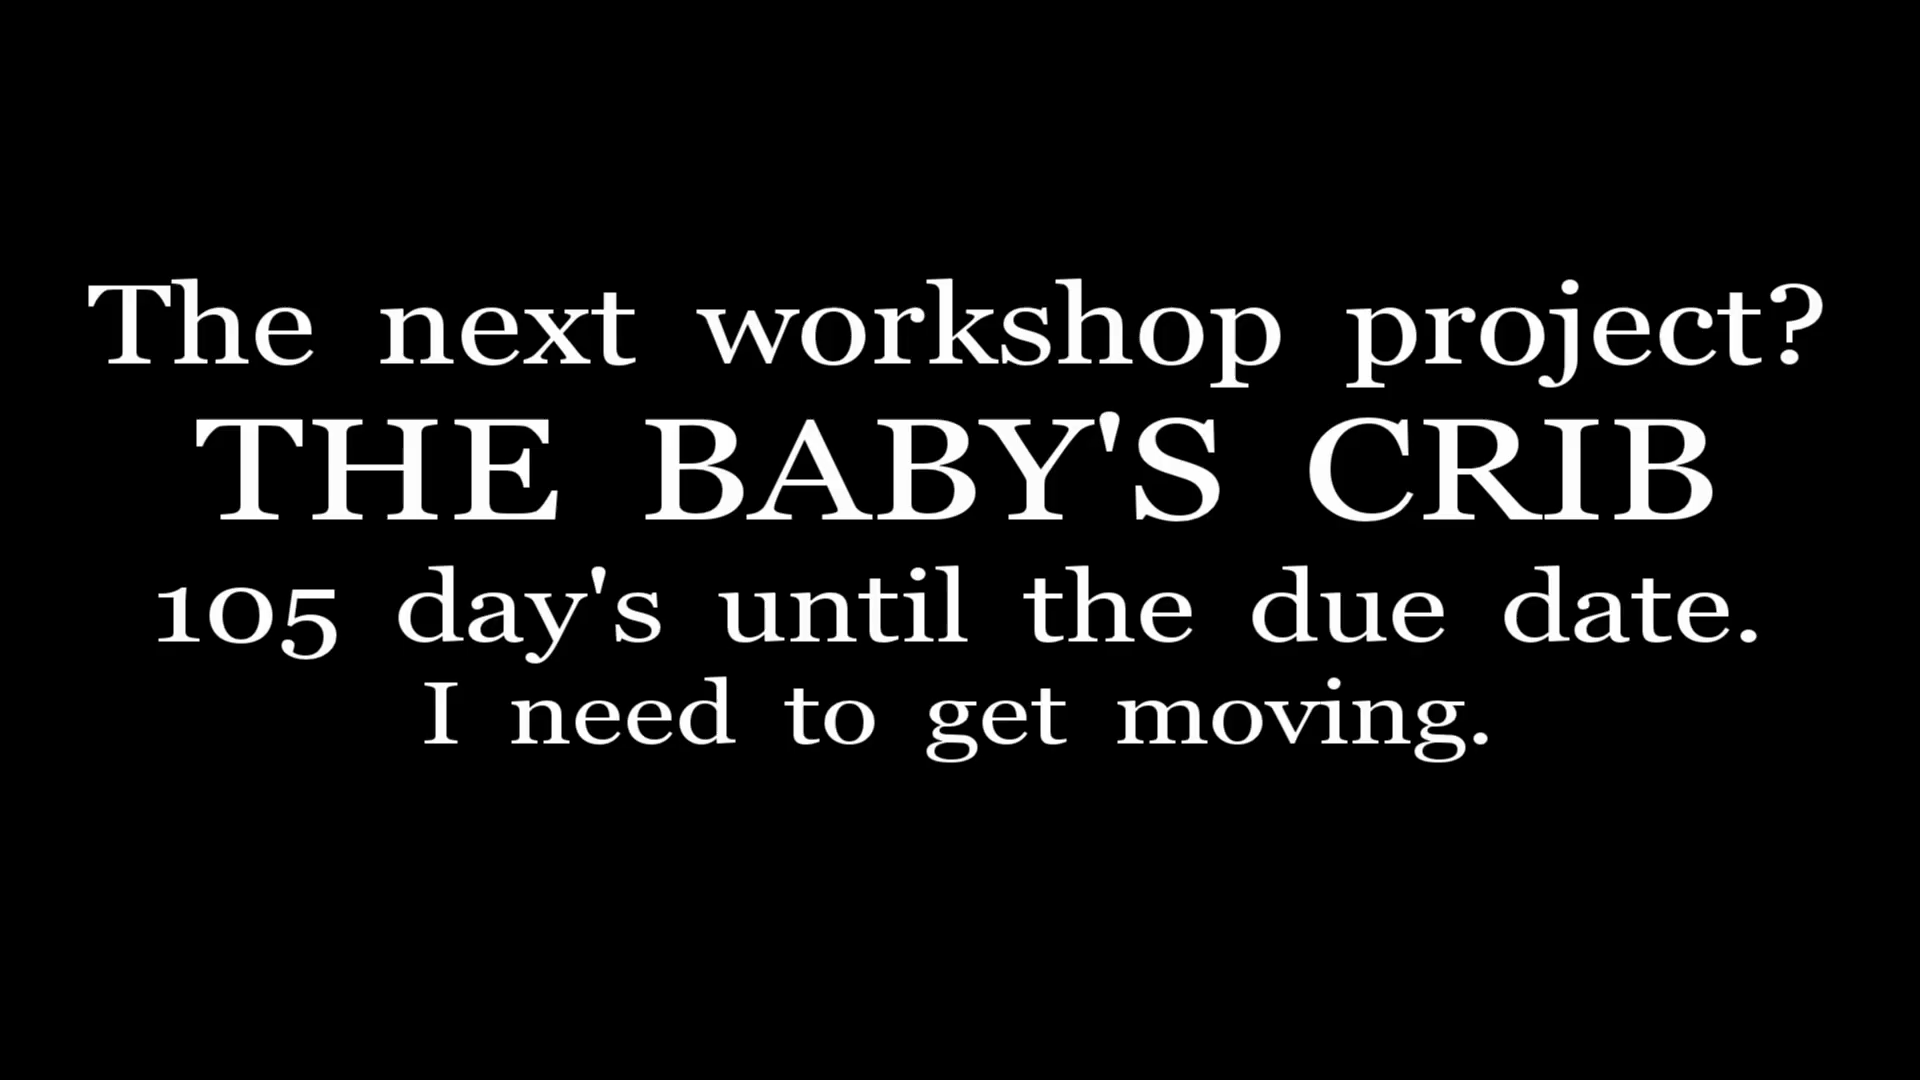 The next workshop project?
THE BABY'S CRIB
105 day's until the due date.
I need to get moving.